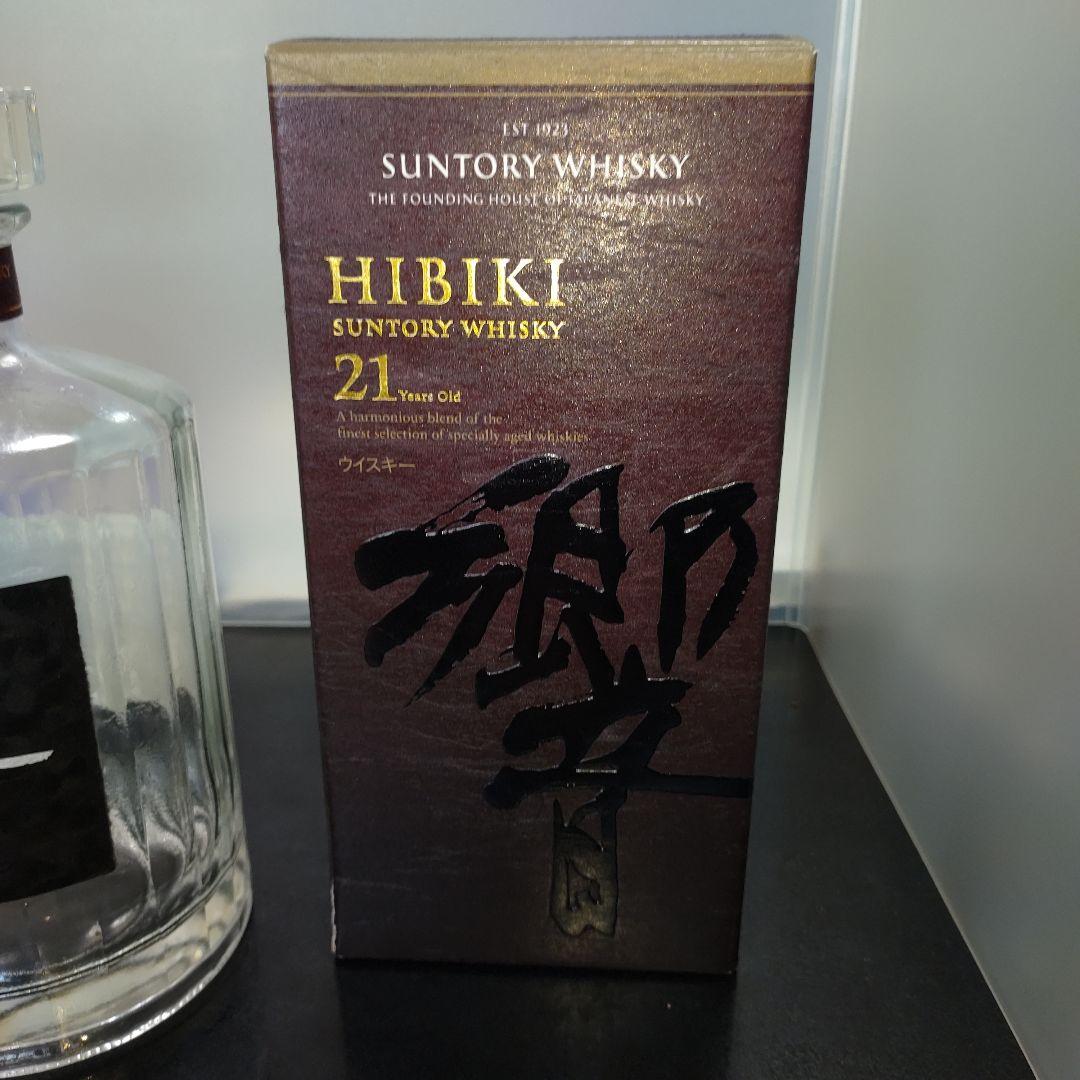 EST 1923
SUNTORY WHISKY
THE FOUNDING HOUSE OF JAPANESE WHISKY
HIBIKI
SUNTORY WHISKY
21 Years Old
A harmonious blend of the
finest selection of specially aged whiskies
ウイスキー
響